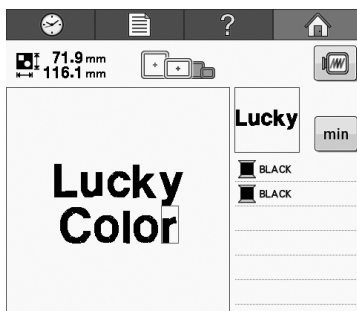 ?
71.9 mm
116.1 mm
Lucky
min
BLACK
BLACK
Lucky
Color